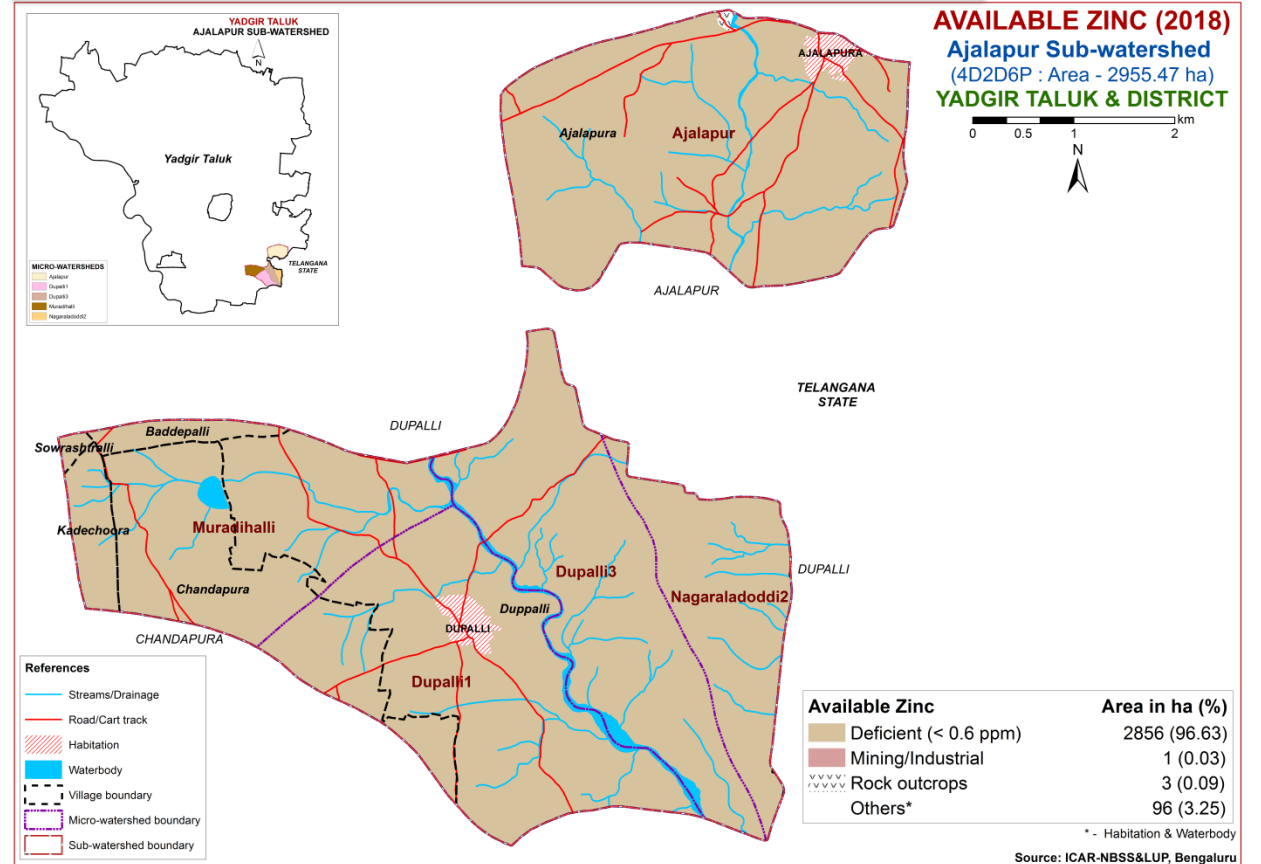 YADGIR TALUK
AJALAPUR SUB-WATERSHED
N
Yadgir Taluk
TELANGANA
STATE
MICRO-WATERSHEDS
Ajalapur
Dupalli1
Dupalli3
Muradihalli
Nagaraladoddi2
AVAILABLE ZINC (2018)
Ajalapur Sub-watershed
(4D2D6P : Area - 2955.47 ha)
YADGIR TALUK & DISTRICT
km
0 0.5 1 2
N
AJALAPURA
Ajalapura
Ajalapur
AJALAPUR
TELANGANA
STATE
DUPALLI
Baddepalli
Sowrashtralli
Kadechoora
Muradihalli
Chandapura
CHANDAPURA
Dupalli3
DUPALLI
Nagaraladoddi2
Duppalli
DUPALLI
Dupalli1
References
Streams/Drainage
Road/Cart track
Habitation
Waterbody
Village boundary
Micro-watershed boundary
Sub-watershed boundary
Available Zinc Area in ha (%)
Deficient (< 0.6 ppm) 2856 (96.63)
Mining/Industrial 1 (0.03)
Rock outcrops 3 (0.09)
Others* 96 (3.25)
* - Habitation & Waterbody
Source: ICAR-NBSS&LUP, Bengaluru